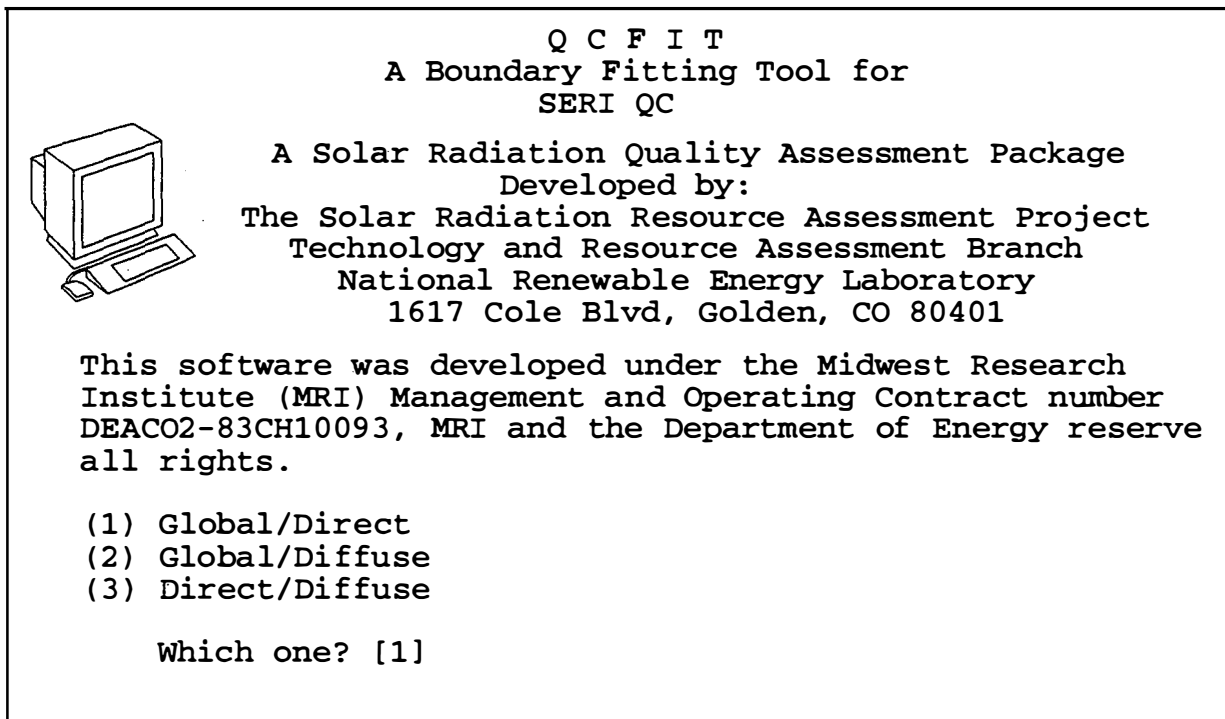 Q C F I T
A Boundary Fitting Tool for
SERI QC
A Solar Radiation Quality Assessment Package
Developed by:
The Solar Radiation Resource Assessment Project
Technology and Resource Assessment Branch
National Renewable Energy Laboratory
1617 Cole Blvd, Golden, CO 80401
This software was developed under the Midwest Research
Institute (MRI) Management and Operating Contract number
DEACO2-83CH10093, MRI and the Department of Energy reserve
all rights.
(1) Global/Direct
(2) Global/Diffuse
(3) Direct/Diffuse
Which one? [1]